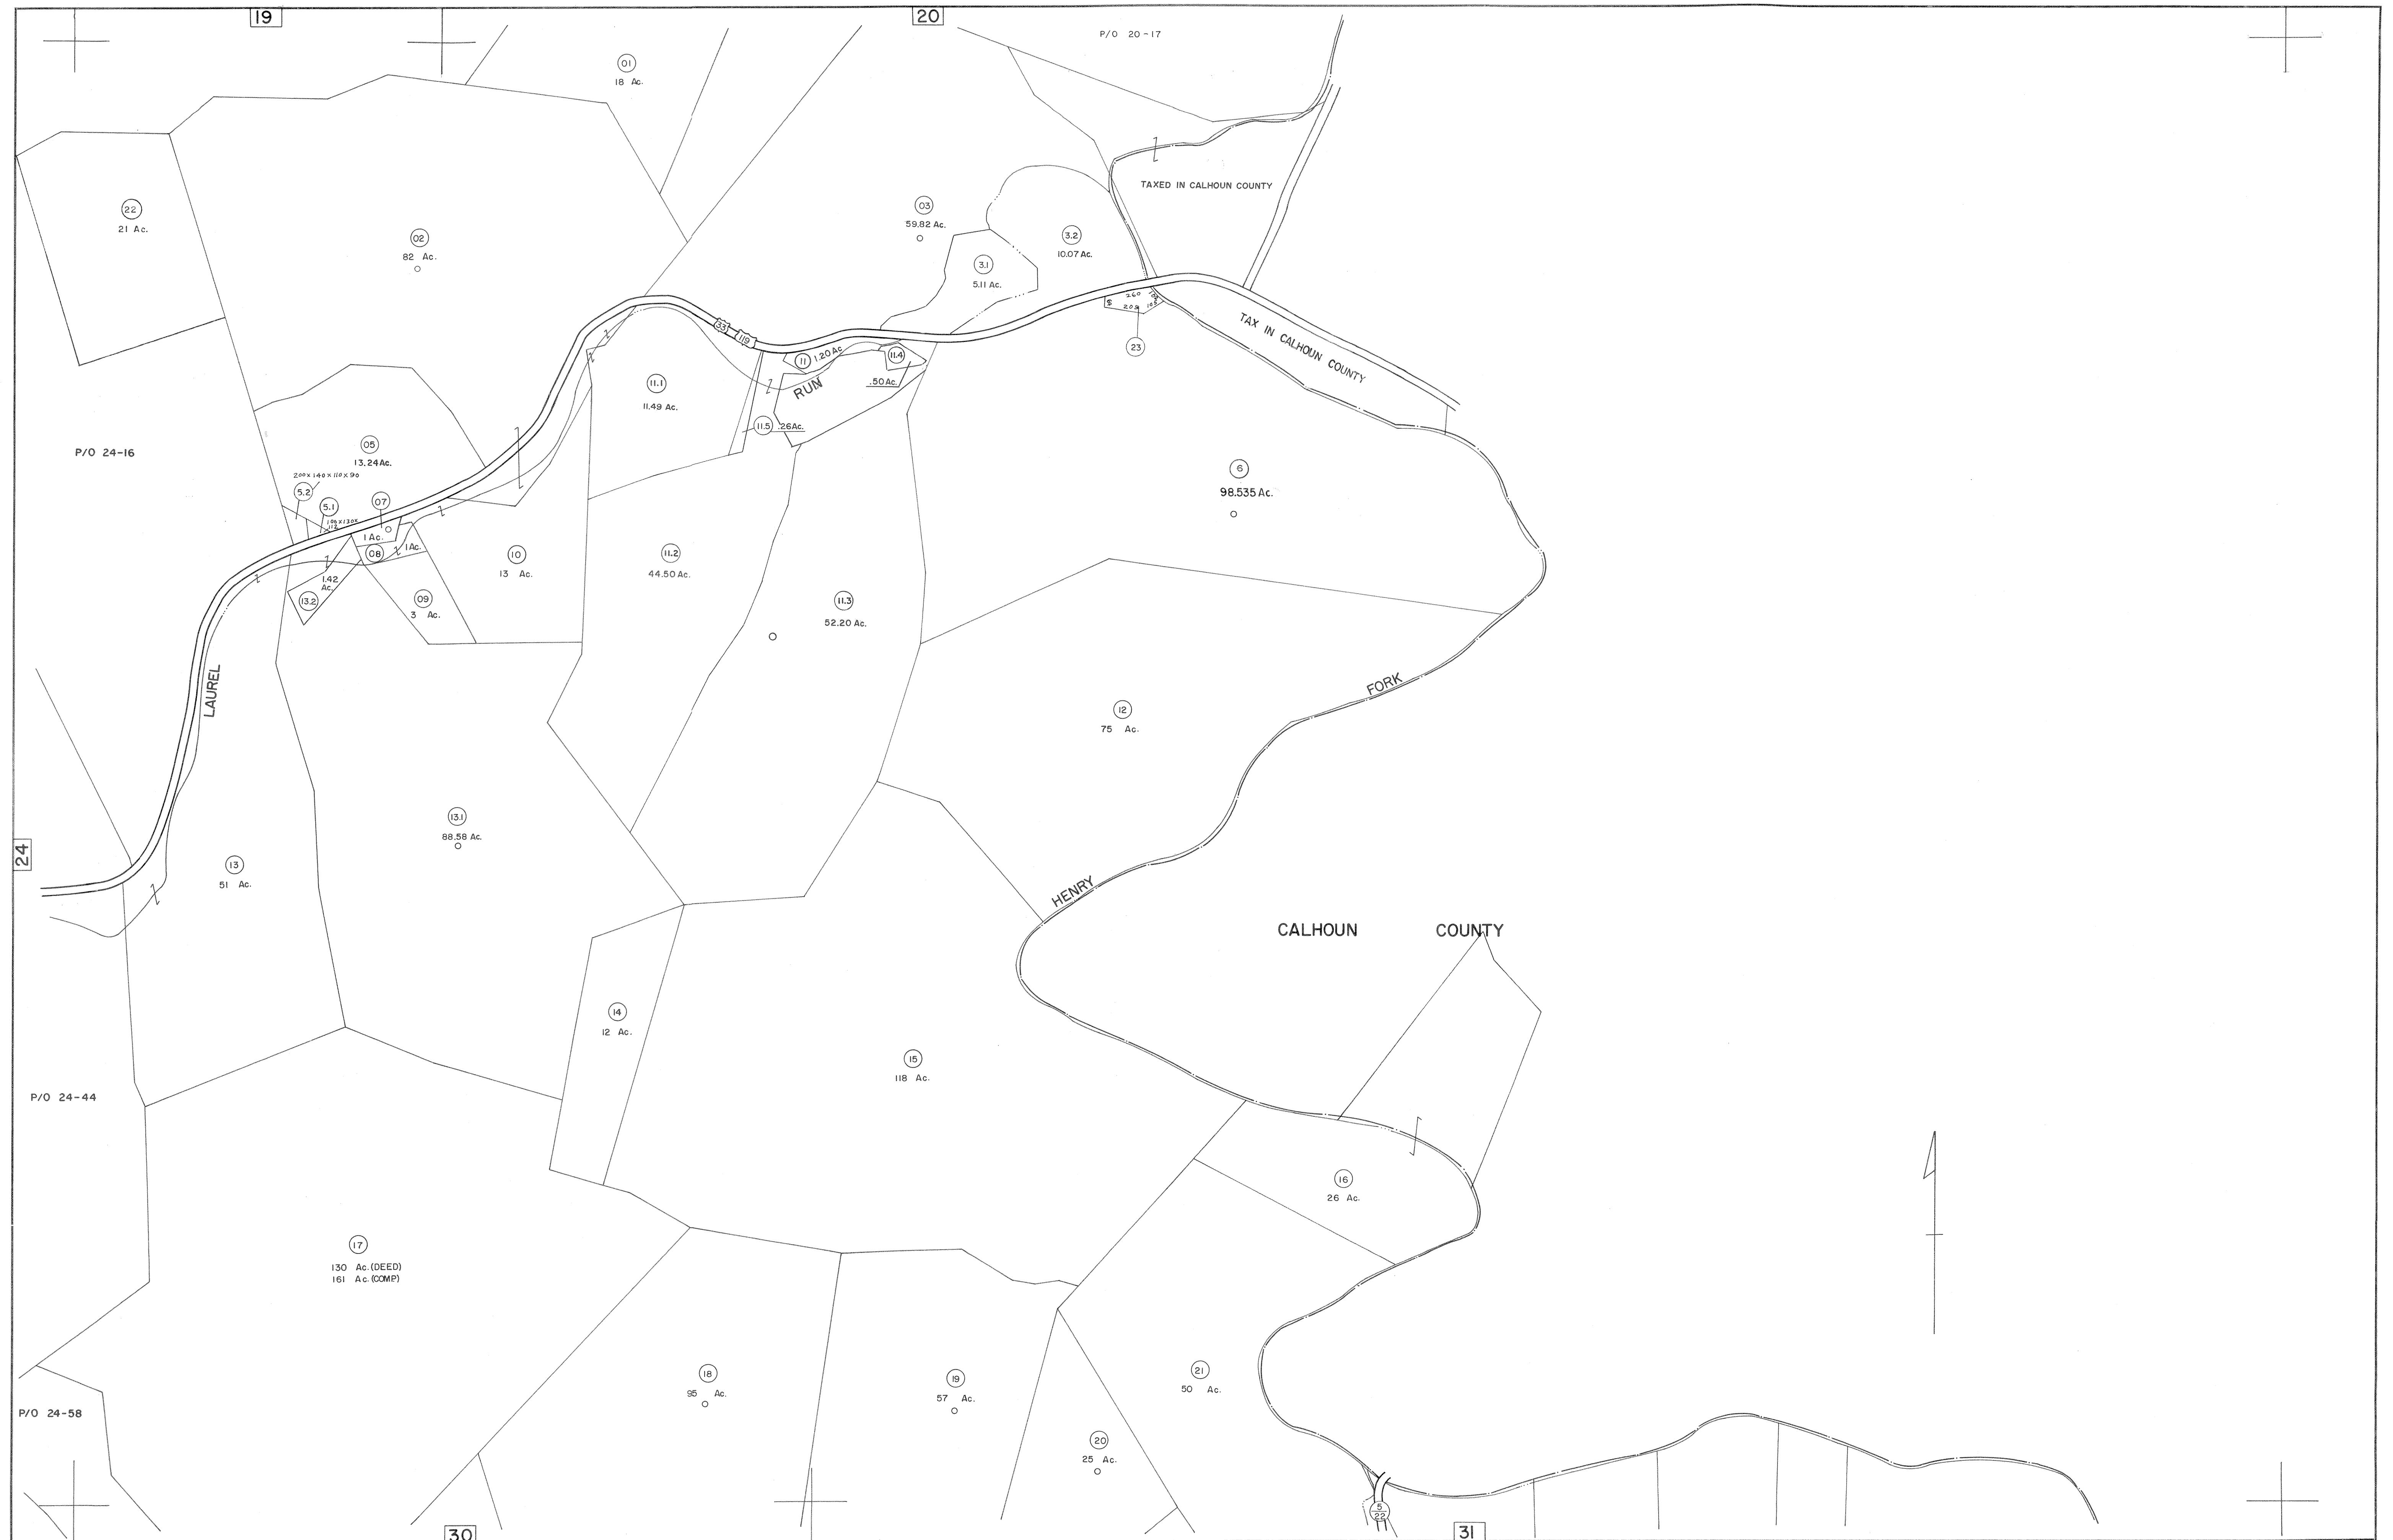 19
20
P/O 20-17
01
18 Ac.
TAXED IN CALHOUN COUNTY
22
21 Ac.
02
82 Ac.
03
59.82 Ac.
3.2
10.07 Ac.
3.1
5.11 Ac.
260
$
208
105
23
TAX IN CALHOUN COUNTY
33
119
11
1.20 Ac
11.4
.50 Ac.
RUN
11.1
11.49 Ac.
11.5 .26 Ac.
P/O 24-16
05
13.24 Ac.
200x140x110x90
5.2
5.1
07
1 Ac.
08
1 Ac.
1.42
Ac.
13.2
09
3 Ac.
10
13 Ac.
11.2
44.50 Ac.
11.3
52.20 Ac.
6
98.535 Ac.
LAUREL
FORK
12
75 Ac.
13.1
88.58 Ac.
24
13
51 Ac.
HENRY
CALHOUN COUNTY
14
12 Ac.
15
118 Ac.
P/O 24-44
16
26 Ac.
17
130 Ac. (DEED)
161 Ac. (COMP)
18
95 Ac.
19
57 Ac.
21
50 Ac.
P/O 24-58
20
25 Ac.
5
22
30
31